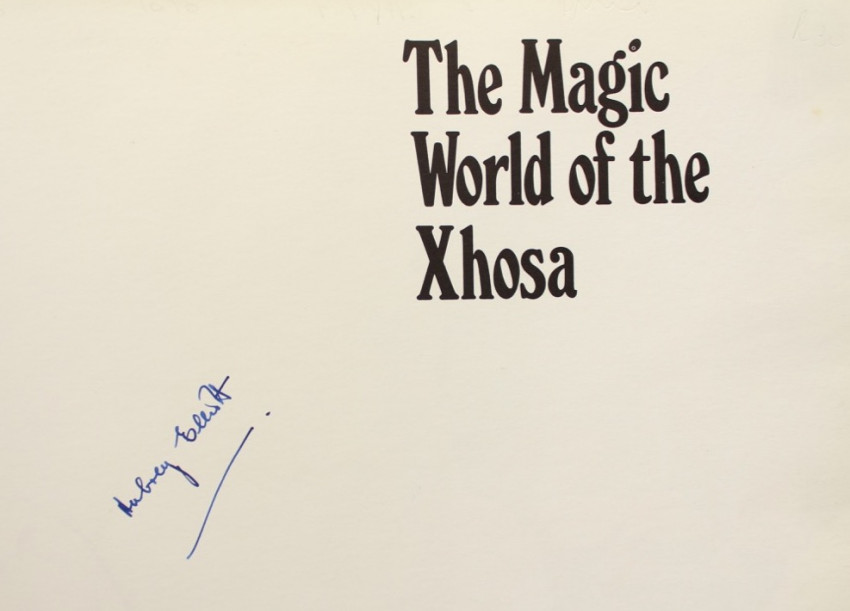 The Magic
World of the
Xhosa
Aubrey Elliott